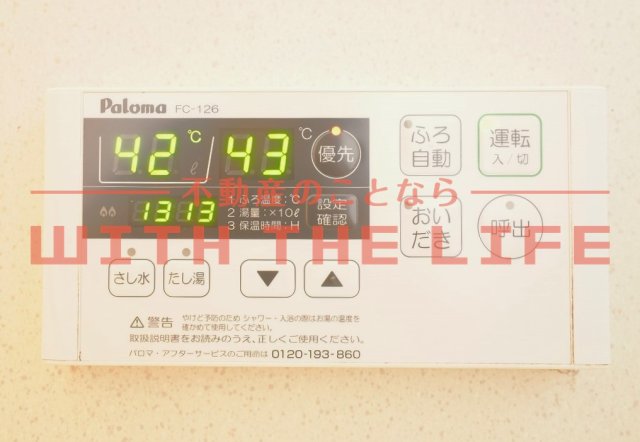 Paloma FC-126
42 ℃ ℓ 43 ℃ 優先
1313
1 ふろ温度:℃
2 湯量:×10ℓ
3 保温時間:H
設定確認
ふろ自動
運転 入/切
おいだき
呼出
さし水 たし湯 ▼ ▲
不動産のことなら
WITH THE LIFE
⚠警告 やけど予防のため シャワー・入浴の際はお湯の温度を
確かめて使用してください。
取扱説明書をお読みのうえ、正しくご使用ください。
パロマ・アフターサービスのご用命は 0120-193-860